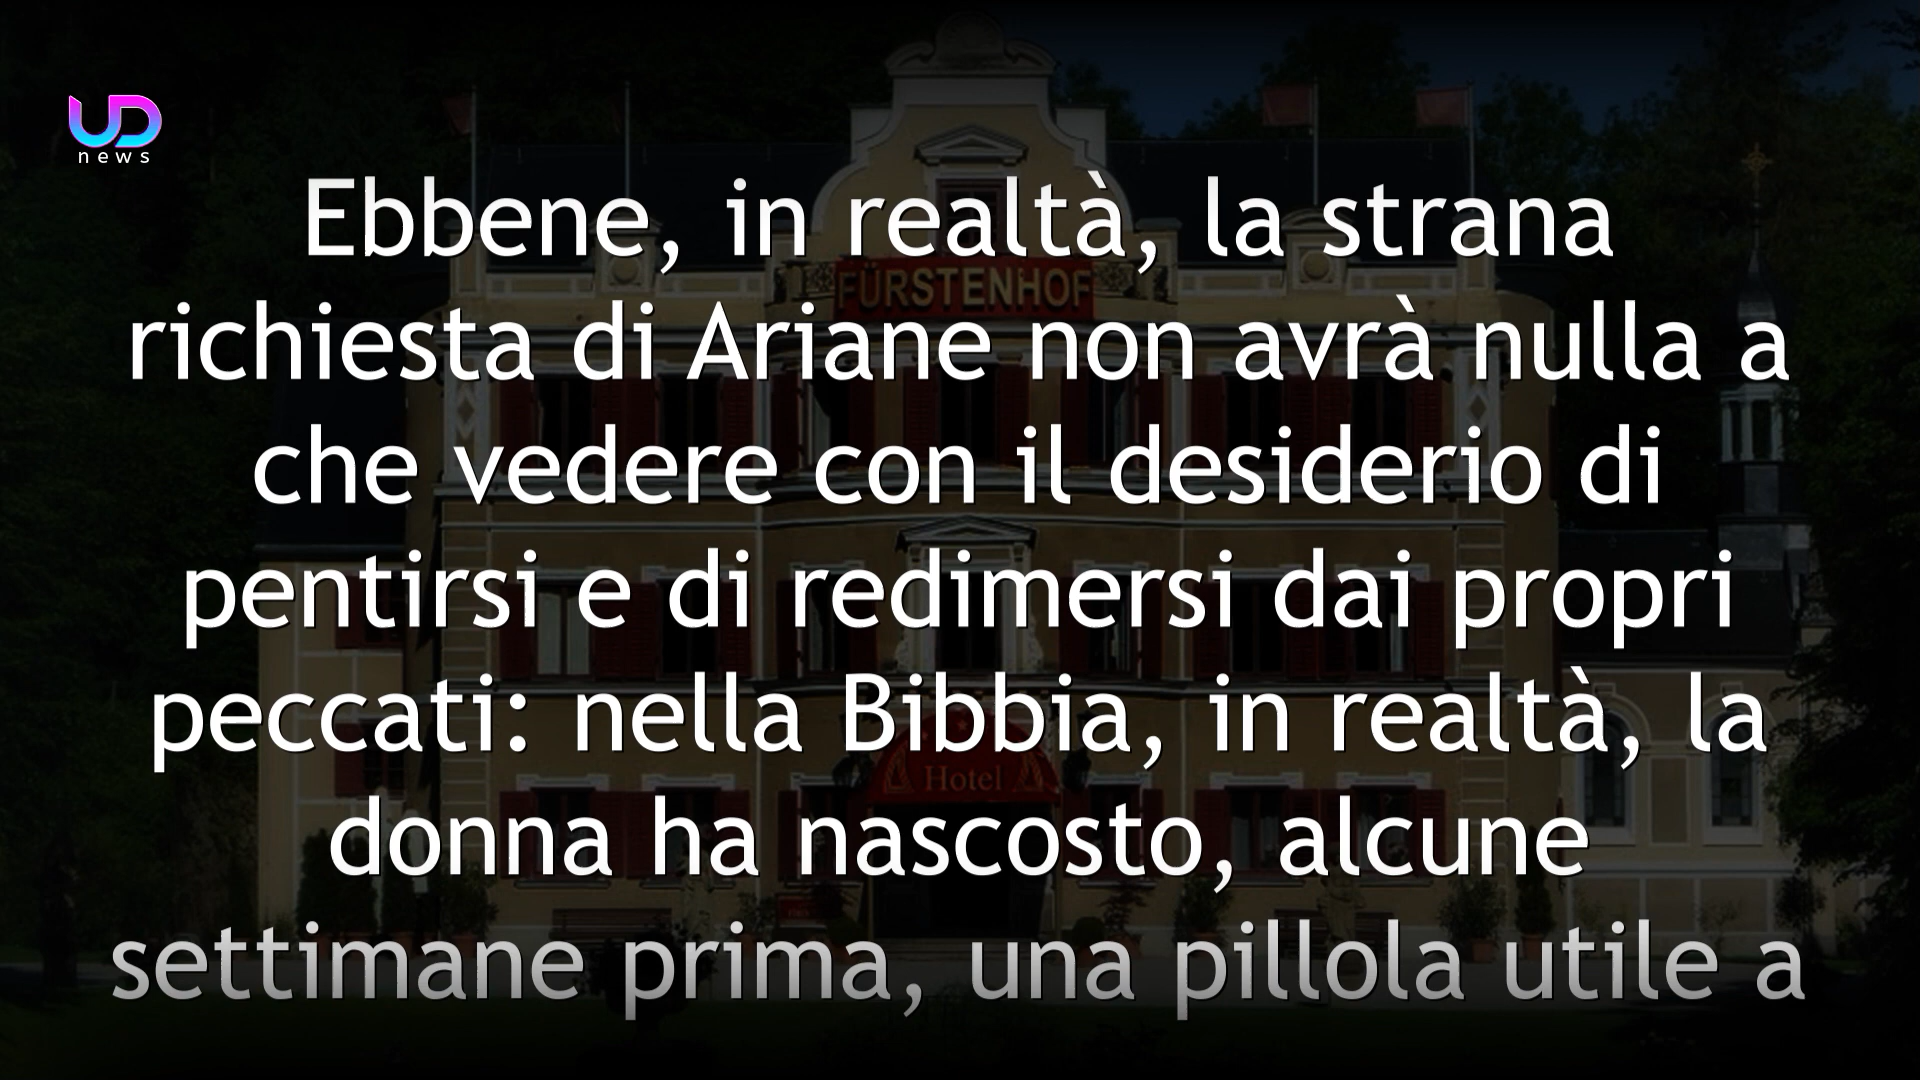 UD
news
Ebbene, in realtà, la strana
FÜRSTENHOF
richiesta di Ariane non avrà nulla a
che vedere con il desiderio di
pentirsi e di redimersi dai propri
peccati: nella Bibbia, in realtà, la
Hotel
donna ha nascosto, alcune
settimane prima, una pillola utile a